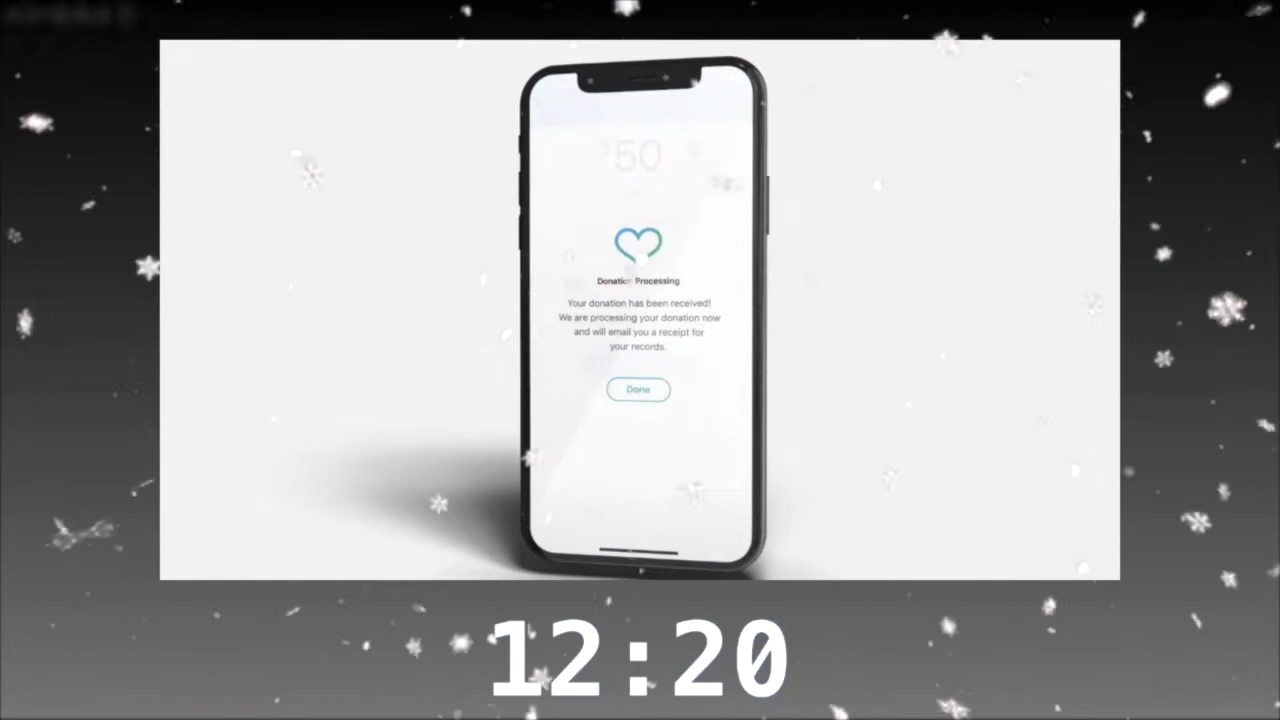 $50
Donation Processing
Your donation has been received!
We are processing your donation now
and will email you a receipt for
your records.
Done
12:20